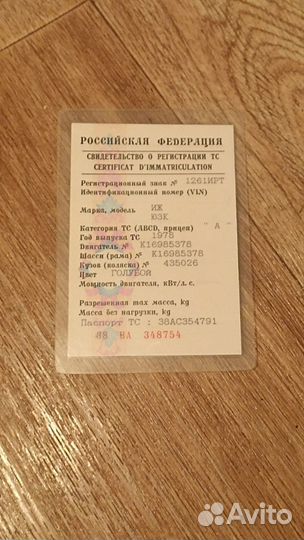 РОССИЙСКАЯ ФЕДЕРАЦИЯ
СВИДЕТЕЛЬСТВО О РЕГИСТРАЦИИ ТС
CERTIFICAT D'IMMATRICULATION
Регистрационный знак № 1261ИРТ
Идентификационный номер (VIN)
Марка, модель ИЖ
Ю3К
Категория ТС (ABCD, прицеп) " A "
Год выпуска ТС 1978
Двигатель № К16985378
Шасси (рама) № К16985378
Кузов (коляска) № 435026
Цвет ГОЛУБОЙ
Мощность двигателя, кВт/л. с.
Разрешенная max масса, kg
Масса без нагрузки, kg
Паспорт ТС : 38АС354791
38 ВА 348754
Avito